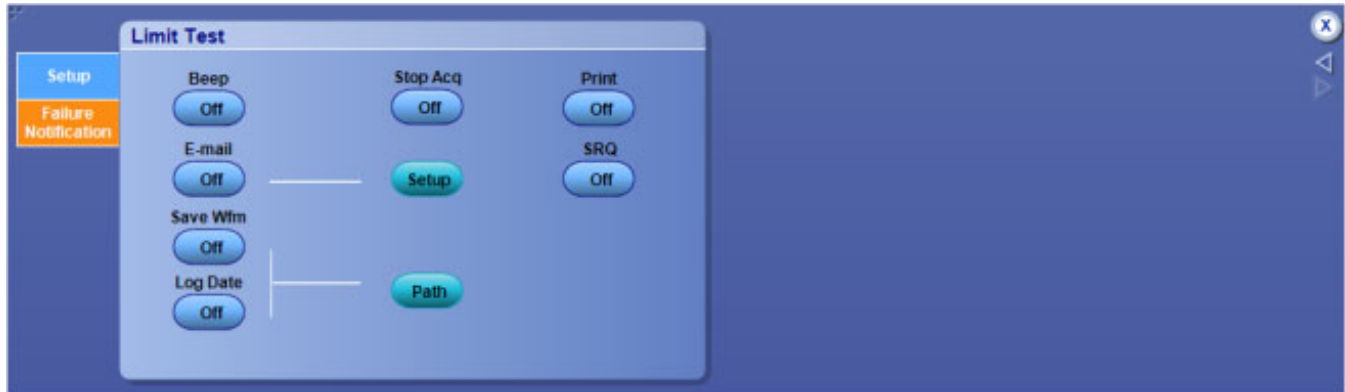 Limit Test
X
Setup
Failure
Notification
Beep
Off
Stop Acq
Off
Print
Off
E-mail
Off
Setup
SRQ
Off
Save Wfm
Off
Log Date
Off
Path